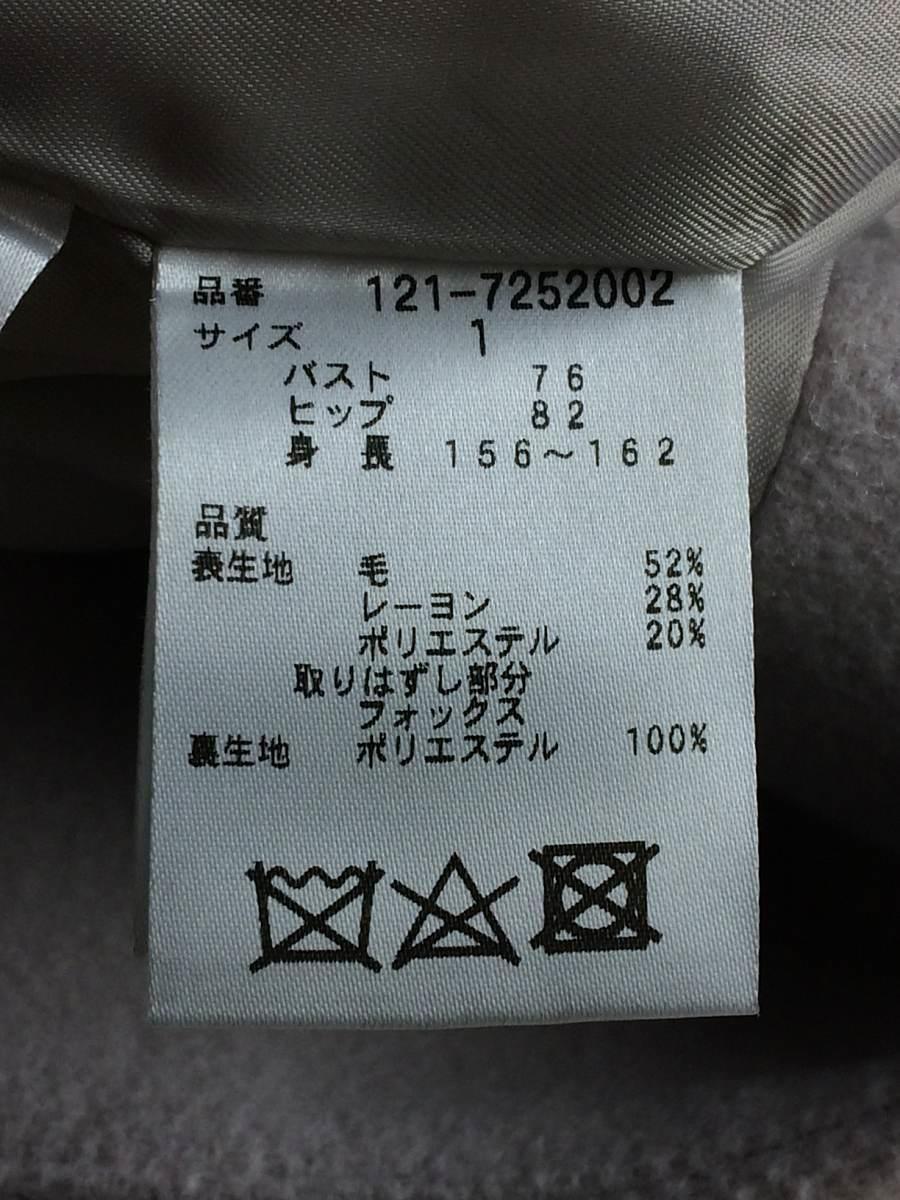 品番 121-7252002
サイズ 1
バスト 76
ヒップ 82
身長 156～162
品質
表生地 毛 52%
レーヨン 28%
ポリエステル 20%
取りはずし部分
フォックス
裏生地 ポリエステル 100%